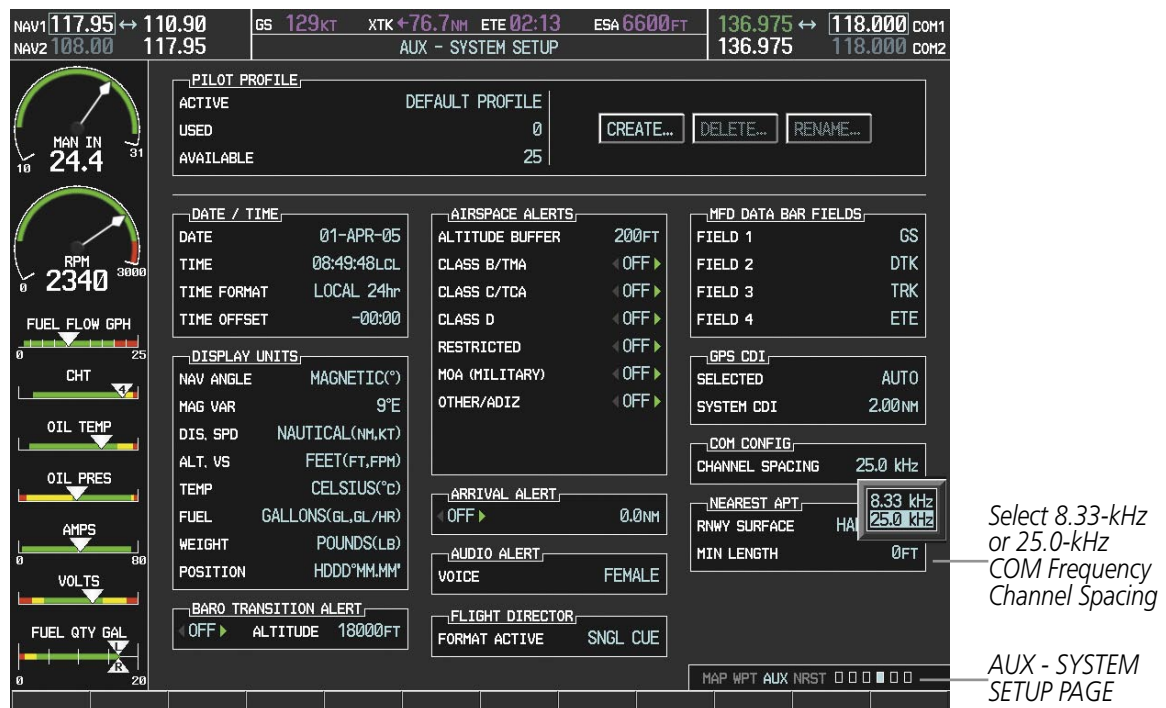 NAV1 117.95 ↔ 110.90 GS 129KT XTK ←76.7NM ETE 02:13 ESA 6600FT 136.975 ↔ 118.000 COM1
NAV2 108.00 117.95 AUX - SYSTEM SETUP 136.975 118.000 COM2
MAN IN
24.4
10 31
RPM
2340
0 3000
FUEL FLOW GPH
0 25
CHT
4
OIL TEMP
OIL PRES
AMPS
0 80
VOLTS
FUEL QTY GAL
L
R
0 20
PILOT PROFILE
ACTIVE DEFAULT PROFILE
USED 0
AVAILABLE 25
CREATE... DELETE... RENAME...
DATE / TIME
DATE 01-APR-05
TIME 08:49:48LCL
TIME FORMAT LOCAL 24hr
TIME OFFSET -00:00
DISPLAY UNITS
NAV ANGLE MAGNETIC(°)
MAG VAR 9°E
DIS, SPD NAUTICAL(NM,KT)
ALT, VS FEET(FT,FPM)
TEMP CELSIUS(°C)
FUEL GALLONS(GL,GL/HR)
WEIGHT POUNDS(LB)
POSITION HDDD°MM.MM'
BARO TRANSITION ALERT
OFF ALTITUDE 18000FT
AIRSPACE ALERTS
ALTITUDE BUFFER 200FT
CLASS B/TMA OFF
CLASS C/TCA OFF
CLASS D OFF
RESTRICTED OFF
MOA (MILITARY) OFF
OTHER/ADIZ OFF
ARRIVAL ALERT
OFF 0.0NM
AUDIO ALERT
VOICE FEMALE
FLIGHT DIRECTOR
FORMAT ACTIVE SNGL CUE
MFD DATA BAR FIELDS
FIELD 1 GS
FIELD 2 DTK
FIELD 3 TRK
FIELD 4 ETE
GPS CDI
SELECTED AUTO
SYSTEM CDI 2.00NM
COM CONFIG
CHANNEL SPACING 25.0 kHz
8.33 kHz
25.0 kHz
NEAREST APT
RNWY SURFACE HA
MIN LENGTH 0FT
MAP WPT AUX NRST
Select 8.33-kHz
or 25.0-kHz
COM Frequency
Channel Spacing
AUX - SYSTEM
SETUP PAGE